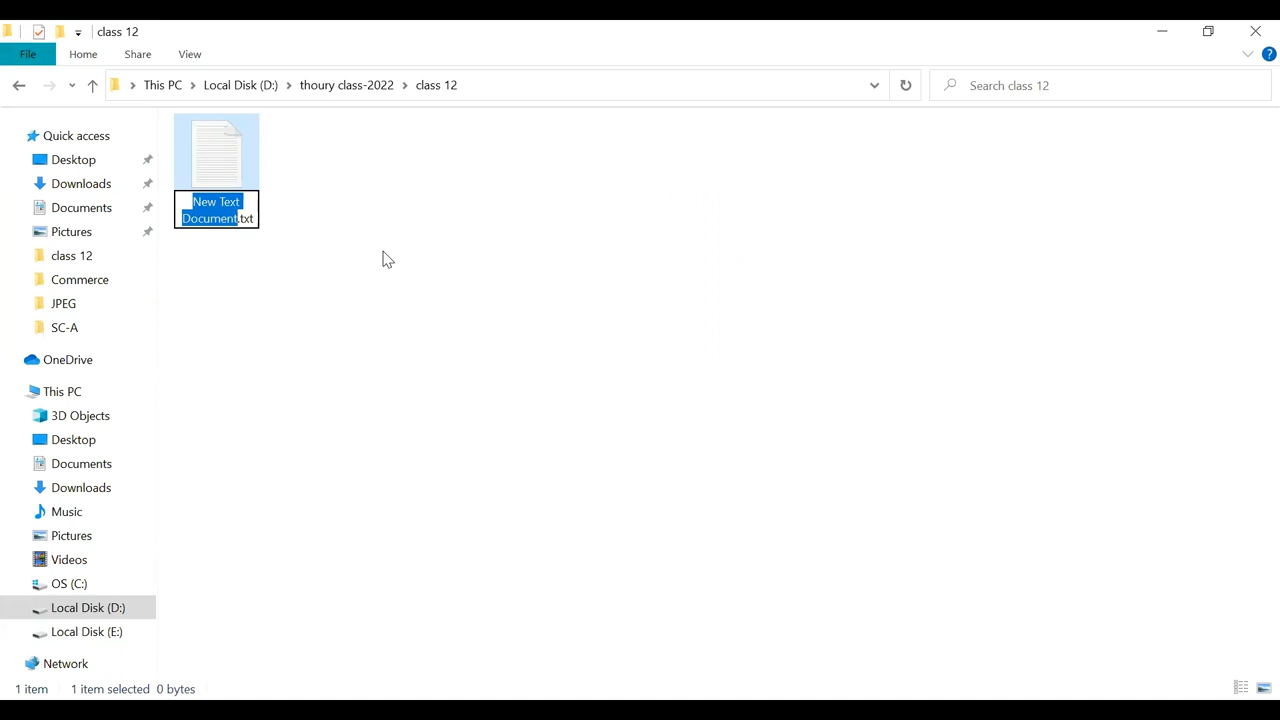 class 12
File
Home
Share
View
This PC
Local Disk (D:)
thoury class-2022
class 12
Search class 12
Quick access
Desktop
Downloads
Documents
Pictures
class 12
Commerce
JPEG
SC-A
OneDrive
This PC
3D Objects
Desktop
Documents
Downloads
Music
Pictures
Videos
OS (C:)
Local Disk (D:)
Local Disk (E:)
Network
New Text
Document.txt
1 item
1 item selected
0 bytes